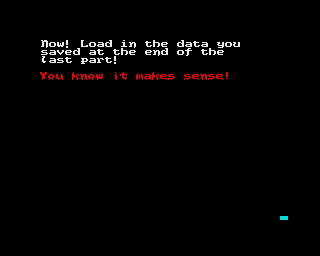 Now! Load in the data you
saved at the end of the
last part!
You know it makes sense!